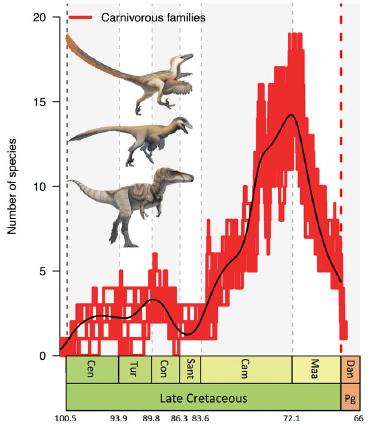 Carnivorous families
Number of species
20
15
10
5
0
Cen Tur Con Sant Cam Maa Dan
Late Cretaceous Pg
100.5 93.9 89.8 86.3 83.6 72.1 66